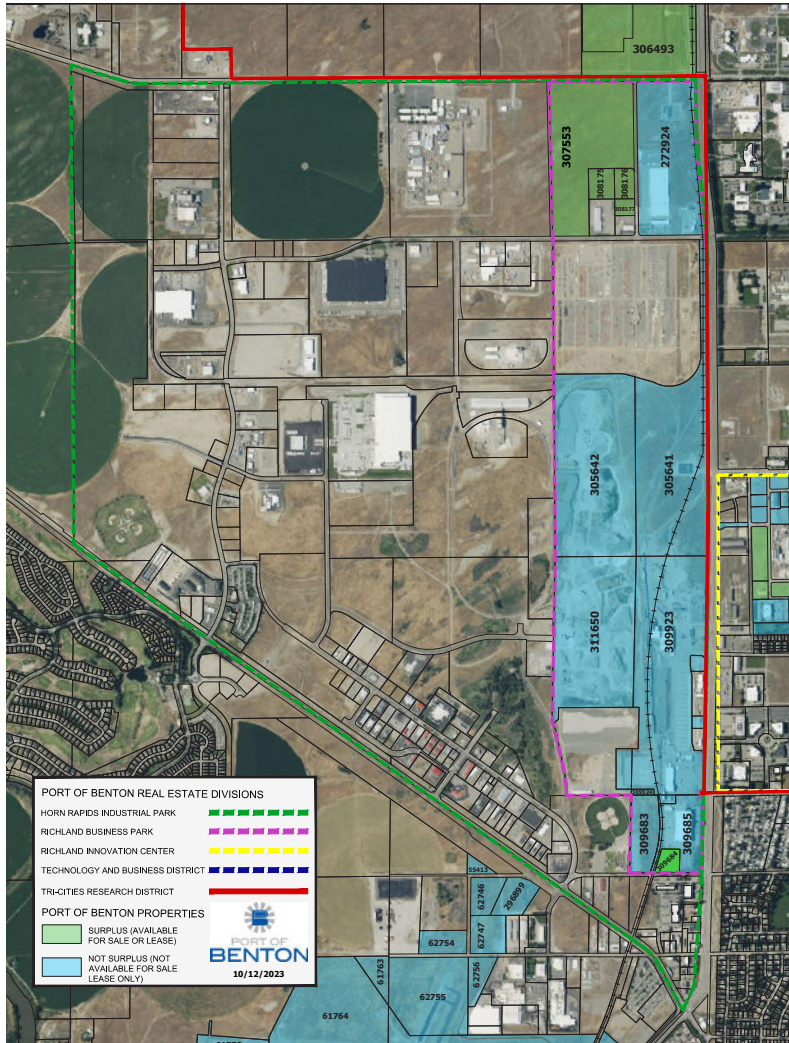 306493
307553
272924
308175
308176
308177
305642
305641
311650
309923
309683
309685
309684
55413
62746
296899
62747
62754
61763
62756
62755
61764
PORT OF BENTON REAL ESTATE DIVISIONS
HORN RAPIDS INDUSTRIAL PARK
RICHLAND BUSINESS PARK
RICHLAND INNOVATION CENTER
TECHNOLOGY AND BUSINESS DISTRICT
TRI-CITIES RESEARCH DISTRICT
PORT OF BENTON PROPERTIES
SURPLUS (AVAILABLE
FOR SALE OR LEASE)
NOT SURPLUS (NOT
AVAILABLE FOR SALE
LEASE ONLY)
PORT OF
BENTON
10/12/2023